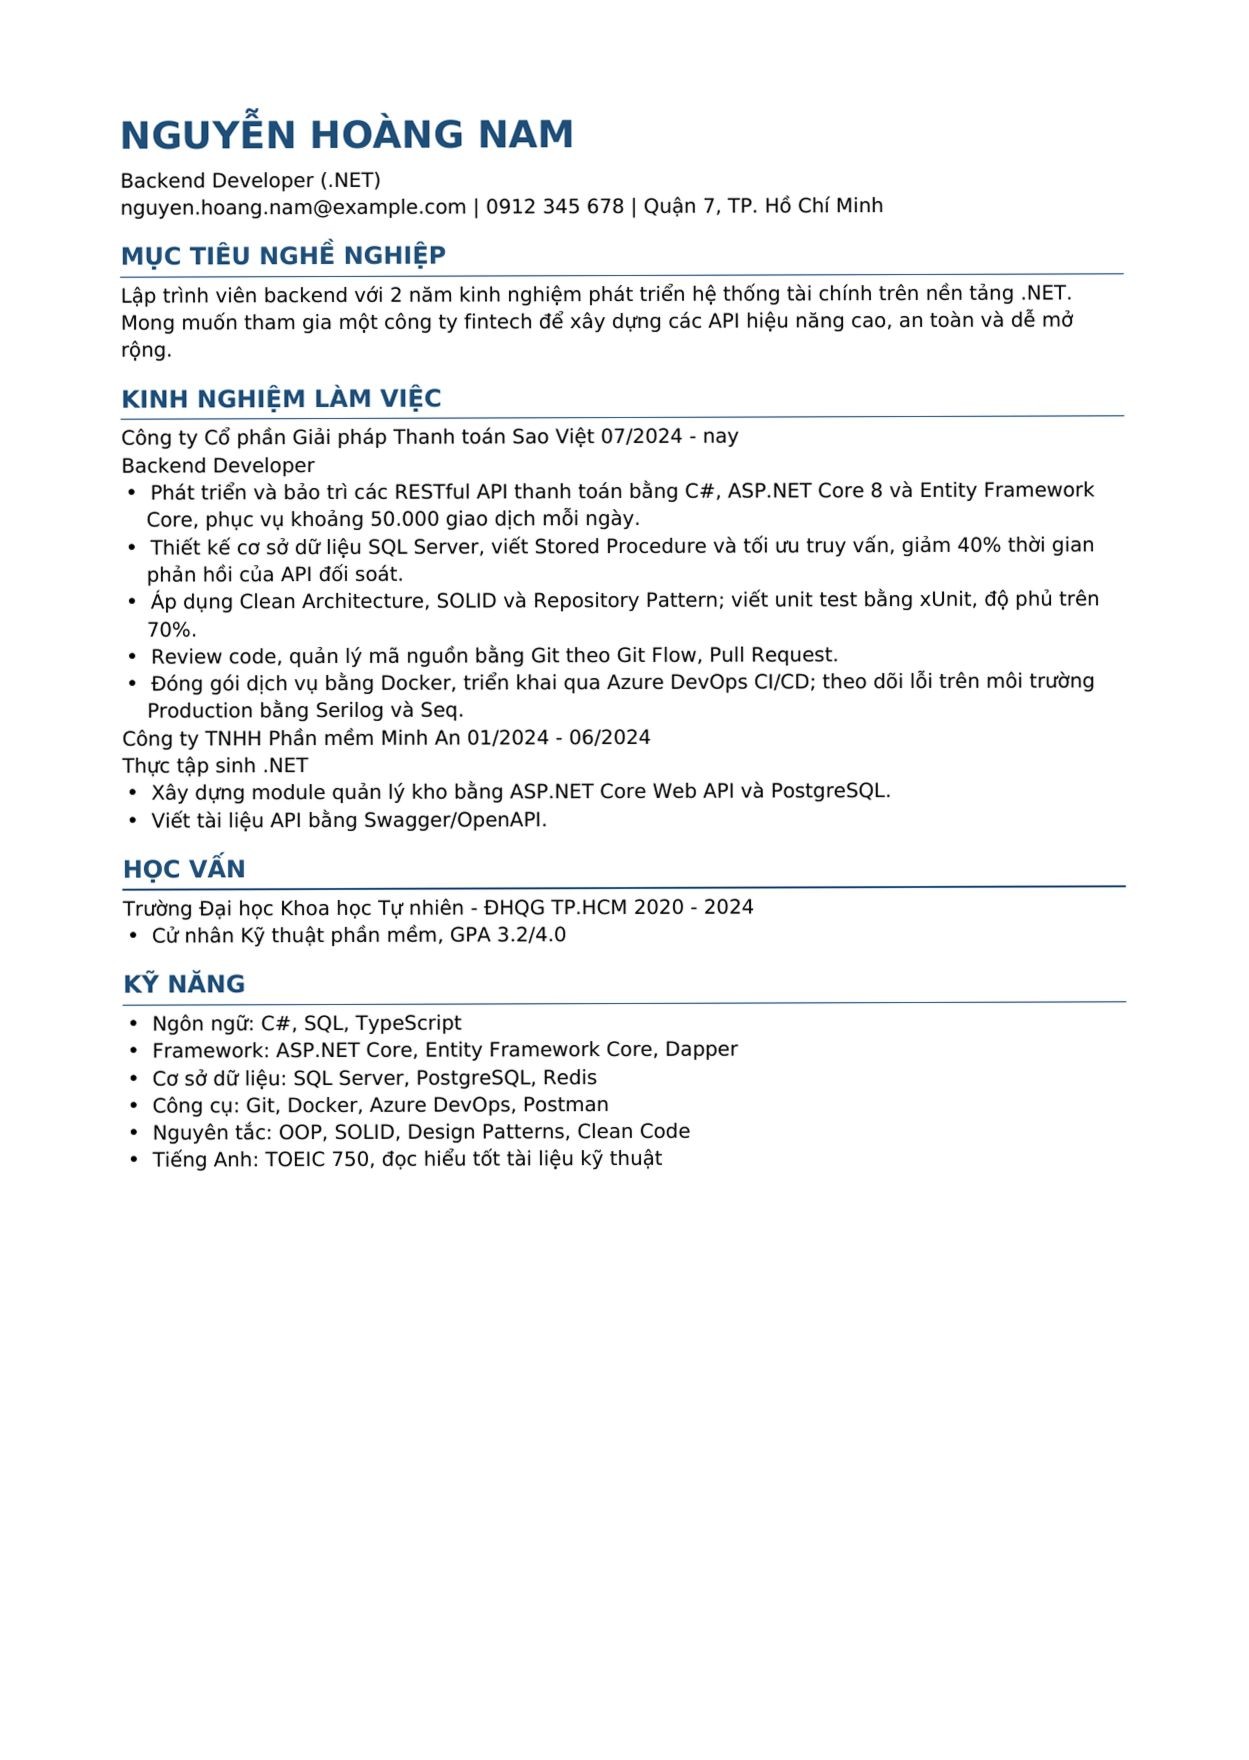 NGUYỄN HOÀNG NAM
Backend Developer (.NET)
nguyen.hoang.nam@example.com | 0912 345 678 | Quận 7, TP. Hồ Chí Minh
MỤC TIÊU NGHỀ NGHIỆP
Lập trình viên backend với 2 năm kinh nghiệm phát triển hệ thống tài chính trên nền tảng .NET.
Mong muốn tham gia một công ty fintech để xây dựng các API hiệu năng cao, an toàn và dễ mở
rộng.
KINH NGHIỆM LÀM VIỆC
Công ty Cổ phần Giải pháp Thanh toán Sao Việt 07/2024 - nay
Backend Developer
• Phát triển và bảo trì các RESTful API thanh toán bằng C#, ASP.NET Core 8 và Entity Framework
Core, phục vụ khoảng 50.000 giao dịch mỗi ngày.
• Thiết kế cơ sở dữ liệu SQL Server, viết Stored Procedure và tối ưu truy vấn, giảm 40% thời gian
phản hồi của API đối soát.
• Áp dụng Clean Architecture, SOLID và Repository Pattern; viết unit test bằng xUnit, độ phủ trên
70%.
• Review code, quản lý mã nguồn bằng Git theo Git Flow, Pull Request.
• Đóng gói dịch vụ bằng Docker, triển khai qua Azure DevOps CI/CD; theo dõi lỗi trên môi trường
Production bằng Serilog và Seq.
Công ty TNHH Phần mềm Minh An 01/2024 - 06/2024
Thực tập sinh .NET
• Xây dựng module quản lý kho bằng ASP.NET Core Web API và PostgreSQL.
• Viết tài liệu API bằng Swagger/OpenAPI.
HỌC VẤN
Trường Đại học Khoa học Tự nhiên - ĐHQG TP.HCM 2020 - 2024
• Cử nhân Kỹ thuật phần mềm, GPA 3.2/4.0
KỸ NĂNG
• Ngôn ngữ: C#, SQL, TypeScript
• Framework: ASP.NET Core, Entity Framework Core, Dapper
• Cơ sở dữ liệu: SQL Server, PostgreSQL, Redis
• Công cụ: Git, Docker, Azure DevOps, Postman
• Nguyên tắc: OOP, SOLID, Design Patterns, Clean Code
• Tiếng Anh: TOEIC 750, đọc hiểu tốt tài liệu kỹ thuật